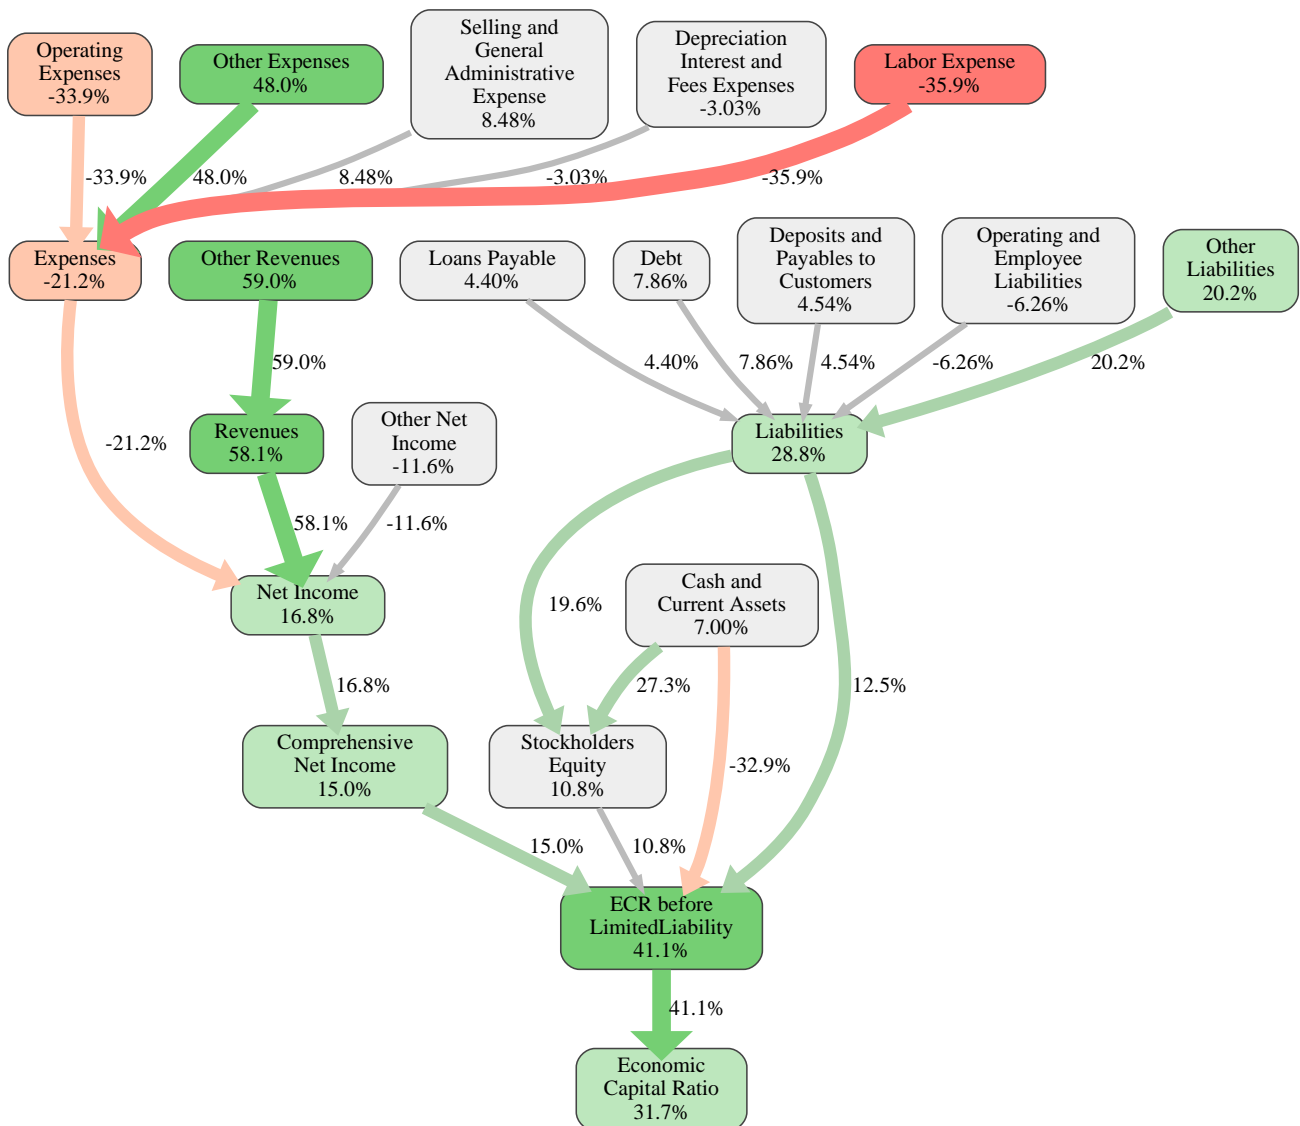 Operating
Expenses
-33.9%
Other Expenses
48.0%
Selling and
General
Administrative
Expense
8.48%
Depreciation
Interest and
Fees Expenses
-3.03%
Labor Expense
-35.9%
-33.9%
48.0%
8.48%
-3.03%
-35.9%
Expenses
-21.2%
Other Revenues
59.0%
Loans Payable
4.40%
Debt
7.86%
Deposits and
Payables to
Customers
4.54%
Operating and
Employee
Liabilities
-6.26%
Other
Liabilities
20.2%
59.0%
4.40%
7.86%
4.54%
-6.26%
20.2%
Revenues
58.1%
Other Net
Income
-11.6%
Liabilities
28.8%
-21.2%
58.1%
-11.6%
Net Income
16.8%
19.6%
Cash and
Current Assets
7.00%
16.8%
27.3%
12.5%
Comprehensive
Net Income
15.0%
Stockholders
Equity
10.8%
-32.9%
15.0%
10.8%
ECR before
LimitedLiability
41.1%
41.1%
Economic
Capital Ratio
31.7%